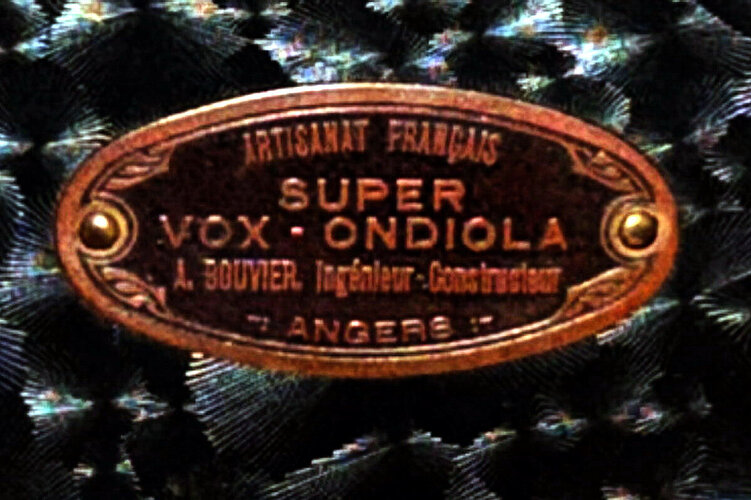 ARTISANAT FRANÇAIS
SUPER
VOX - ONDIOLA
A. BOUVIER. Ingénieur-Constructeur
ANGERS